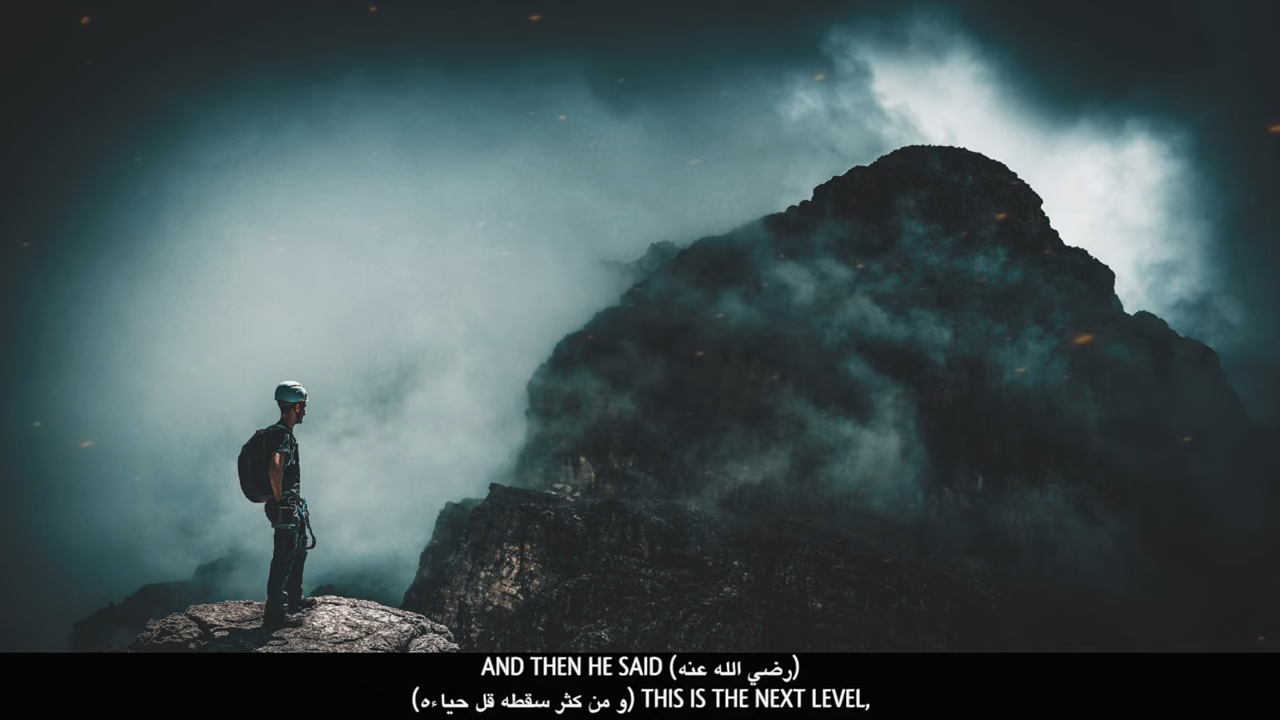 AND THEN HE SAID (رضي الله عنه)
(و من كثر سقطه قل حياءه) THIS IS THE NEXT LEVEL,